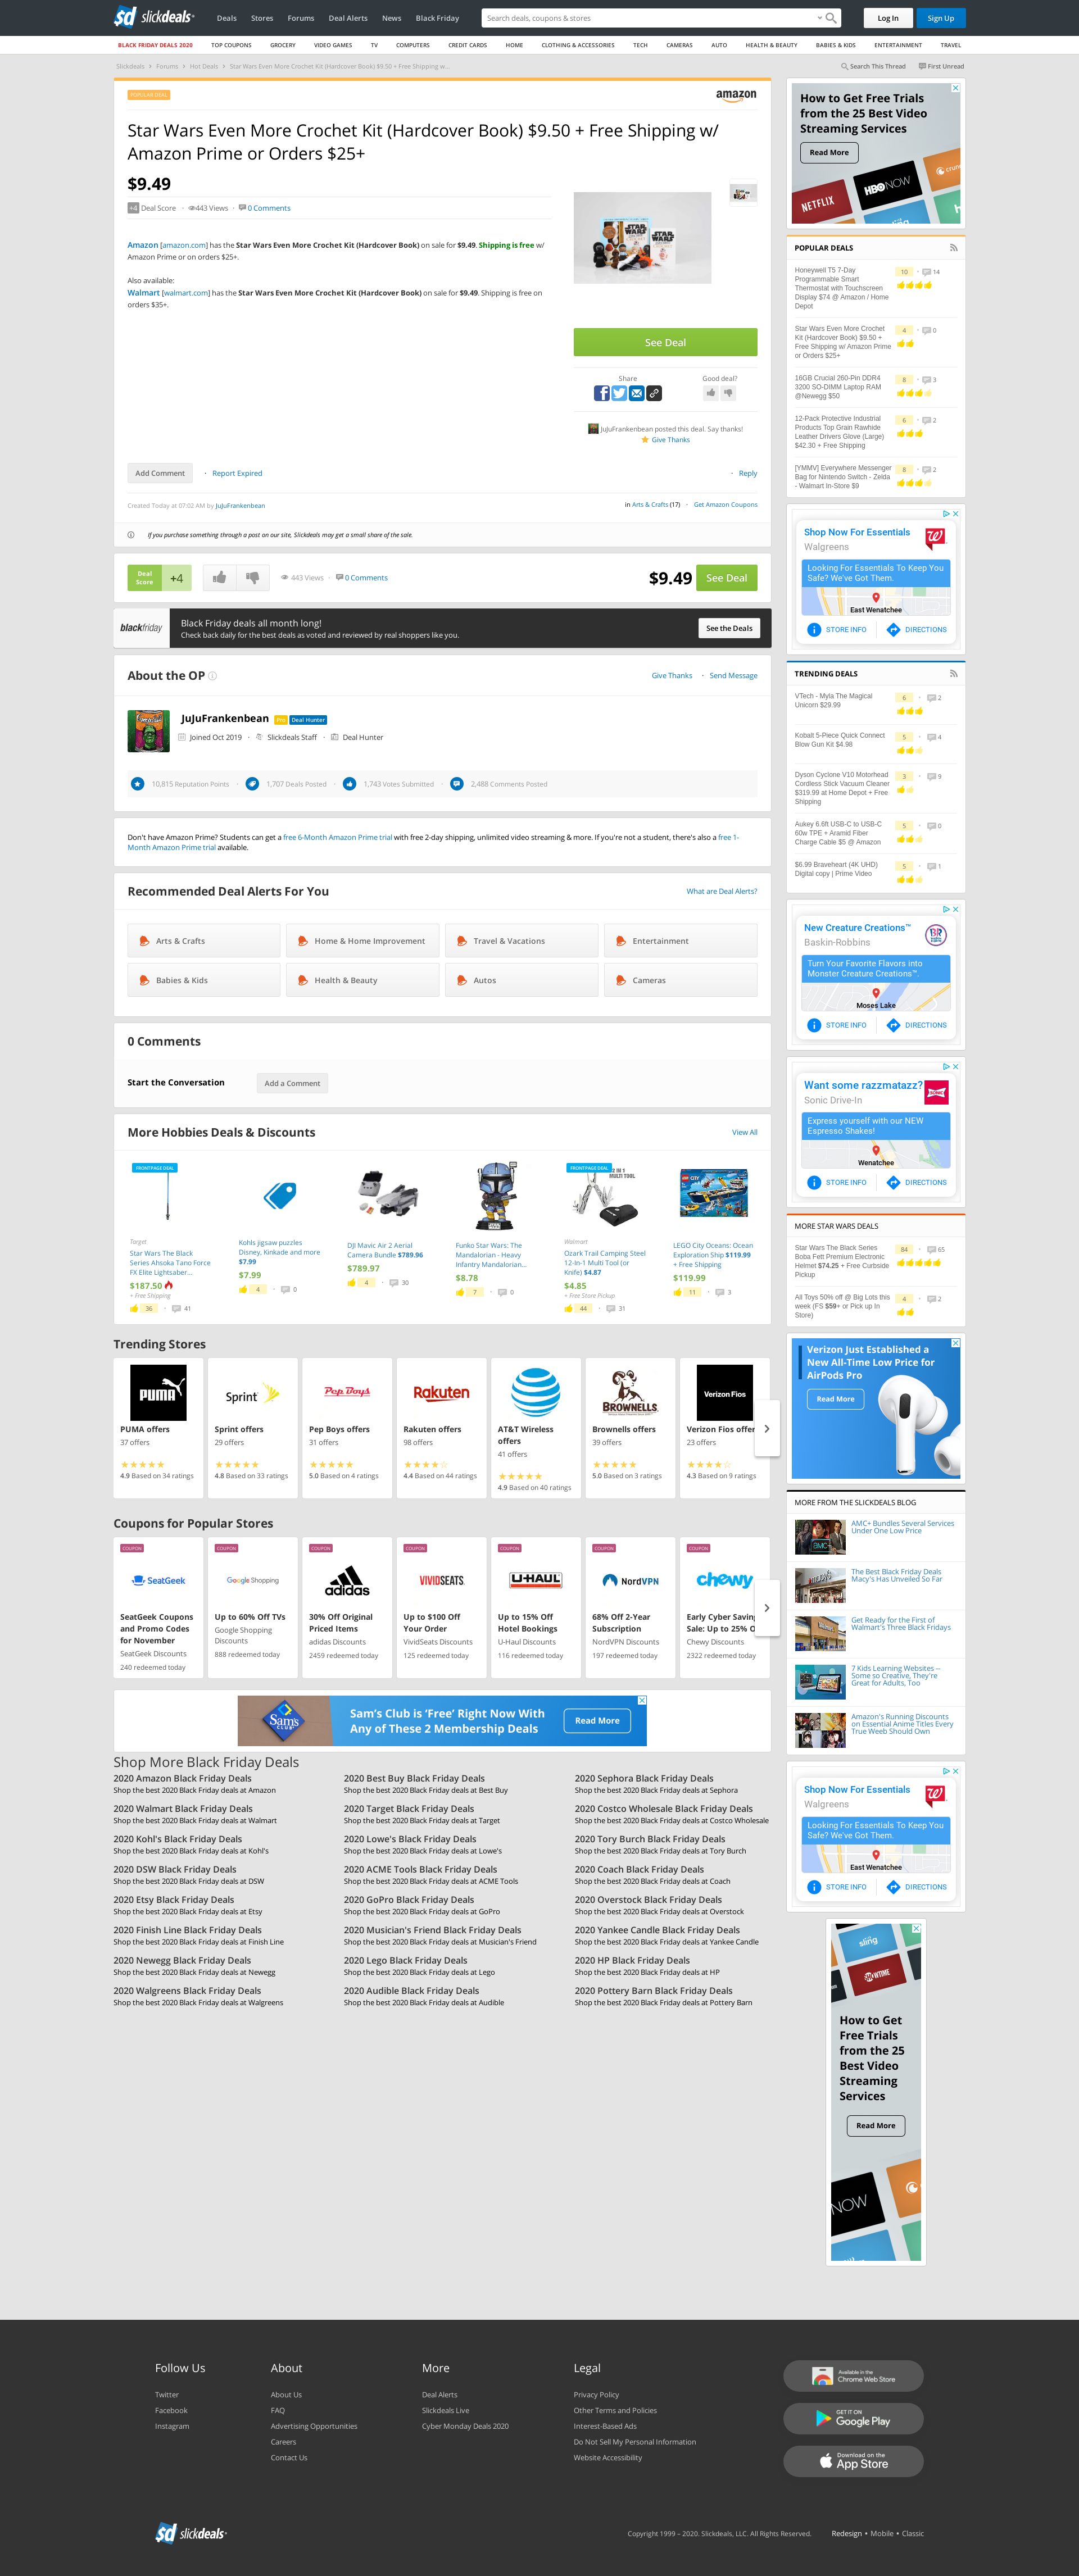 slickdeals
Deals
Stores
Forums
Deal Alerts
News
Black Friday
Search deals, coupons & stores
Log In
Sign Up
BLACK FRIDAY DEALS 2020
TOP COUPONS
GROCERY
VIDEO GAMES
TV
COMPUTERS
CREDIT CARDS
HOME
CLOTHING & ACCESSORIES
TECH
CAMERAS
AUTO
HEALTH & BEAUTY
BABIES & KIDS
ENTERTAINMENT
TRAVEL
Slickdeals > Forums > Hot Deals > Star Wars Even More Crochet Kit (Hardcover Book) $9.50 + Free Shipping w...
Search This Thread
First Unread
POPULAR DEAL
amazon
Star Wars Even More Crochet Kit (Hardcover Book) $9.50 + Free Shipping w/
Amazon Prime or Orders $25+
$9.49
+4 Deal Score
443 Views
0 Comments
Amazon [amazon.com] has the Star Wars Even More Crochet Kit (Hardcover Book) on sale for $9.49. Shipping is free w/
Amazon Prime or on orders $25+.
Also available:
Walmart [walmart.com] has the Star Wars Even More Crochet Kit (Hardcover Book) on sale for $9.49. Shipping is free on
orders $35+.
See Deal
Share
Good deal?
JuJuFrankenbean posted this deal. Say thanks!
Give Thanks
Add Comment
Report Expired
Reply
Created Today at 07:02 AM by JuJuFrankenbean
in Arts & Crafts (17)
Get Amazon Coupons
If you purchase something through a post on our site, Slickdeals may get a small share of the sale.
Deal
Score
+4
443 Views
0 Comments
$9.49
See Deal
blackfriday
Black Friday deals all month long!
Check back daily for the best deals as voted and reviewed by real shoppers like you.
See the Deals
About the OP
Give Thanks
Send Message
JuJuFrankenbean
Pro
Deal Hunter
Joined Oct 2019
Slickdeals Staff
Deal Hunter
10,815 Reputation Points
1,707 Deals Posted
1,743 Votes Submitted
2,488 Comments Posted
Don't have Amazon Prime? Students can get a free 6-Month Amazon Prime trial with free 2-day shipping, unlimited video streaming & more. If you're not a student, there's also a free 1-
Month Amazon Prime trial available.
Recommended Deal Alerts For You
What are Deal Alerts?
Arts & Crafts
Home & Home Improvement
Travel & Vacations
Entertainment
Babies & Kids
Health & Beauty
Autos
Cameras
0 Comments
Start the Conversation
Add a Comment
More Hobbies Deals & Discounts
View All
FRONTPAGE DEAL
Target
Star Wars The Black
Series Ahsoka Tano Force
FX Elite Lightsaber...
$187.50
+ Free Shipping
36
41
Kohls jigsaw puzzles
Disney, Kinkade and more
$7.99
$7.99
4
0
DJI Mavic Air 2 Aerial
Camera Bundle $789.96
$789.97
4
30
Funko Star Wars: The
Mandalorian - Heavy
Infantry Mandalorian...
$8.78
7
0
FRONTPAGE DEAL
MULTI TOOL
Walmart
Ozark Trail Camping Steel
12-In-1 Multi Tool (or
Knife) $4.87
$4.85
+ Free Store Pickup
44
31
CITY
LEGO City Oceans: Ocean
Exploration Ship $119.99
+ Free Shipping
$119.99
11
3
Trending Stores
PUMA
PUMA offers
37 offers
4.9 Based on 34 ratings
Sprint
Sprint offers
29 offers
4.8 Based on 33 ratings
Pep Boys
Pep Boys offers
31 offers
5.0 Based on 4 ratings
Rakuten
Rakuten offers
98 offers
4.4 Based on 44 ratings
AT&T Wireless
offers
41 offers
4.9 Based on 40 ratings
BROWNELLS
Brownells offers
39 offers
5.0 Based on 3 ratings
Verizon Fios
Verizon Fios offer
23 offers
4.3 Based on 9 ratings
Coupons for Popular Stores
COUPON
SeatGeek
SeatGeek Coupons
and Promo Codes
for November
SeatGeek Discounts
240 redeemed today
COUPON
Google Shopping
Up to 60% Off TVs
Google Shopping
Discounts
888 redeemed today
COUPON
adidas
30% Off Original
Priced Items
adidas Discounts
2459 redeemed today
COUPON
VIVIDSEATS
Up to $100 Off
Your Order
VividSeats Discounts
125 redeemed today
COUPON
U-HAUL
Up to 15% Off
Hotel Bookings
U-Haul Discounts
116 redeemed today
COUPON
NordVPN
68% Off 2-Year
Subscription
NordVPN Discounts
197 redeemed today
COUPON
chewy
Early Cyber Saving
Sale: Up to 25% O
Chewy Discounts
2322 redeemed today
Sam's CLUB
Sam's Club is 'Free' Right Now With
Any of These 2 Membership Deals
Read More
Shop More Black Friday Deals
2020 Amazon Black Friday Deals
Shop the best 2020 Black Friday deals at Amazon
2020 Best Buy Black Friday Deals
Shop the best 2020 Black Friday deals at Best Buy
2020 Sephora Black Friday Deals
Shop the best 2020 Black Friday deals at Sephora
2020 Walmart Black Friday Deals
Shop the best 2020 Black Friday deals at Walmart
2020 Target Black Friday Deals
Shop the best 2020 Black Friday deals at Target
2020 Costco Wholesale Black Friday Deals
Shop the best 2020 Black Friday deals at Costco Wholesale
2020 Kohl's Black Friday Deals
Shop the best 2020 Black Friday deals at Kohl's
2020 Lowe's Black Friday Deals
Shop the best 2020 Black Friday deals at Lowe's
2020 Tory Burch Black Friday Deals
Shop the best 2020 Black Friday deals at Tory Burch
2020 DSW Black Friday Deals
Shop the best 2020 Black Friday deals at DSW
2020 ACME Tools Black Friday Deals
Shop the best 2020 Black Friday deals at ACME Tools
2020 Coach Black Friday Deals
Shop the best 2020 Black Friday deals at Coach
2020 Etsy Black Friday Deals
Shop the best 2020 Black Friday deals at Etsy
2020 GoPro Black Friday Deals
Shop the best 2020 Black Friday deals at GoPro
2020 Overstock Black Friday Deals
Shop the best 2020 Black Friday deals at Overstock
2020 Finish Line Black Friday Deals
Shop the best 2020 Black Friday deals at Finish Line
2020 Musician's Friend Black Friday Deals
Shop the best 2020 Black Friday deals at Musician's Friend
2020 Yankee Candle Black Friday Deals
Shop the best 2020 Black Friday deals at Yankee Candle
2020 Newegg Black Friday Deals
Shop the best 2020 Black Friday deals at Newegg
2020 Lego Black Friday Deals
Shop the best 2020 Black Friday deals at Lego
2020 HP Black Friday Deals
Shop the best 2020 Black Friday deals at HP
2020 Walgreens Black Friday Deals
Shop the best 2020 Black Friday deals at Walgreens
2020 Audible Black Friday Deals
Shop the best 2020 Black Friday deals at Audible
2020 Pottery Barn Black Friday Deals
Shop the best 2020 Black Friday deals at Pottery Barn
How to Get Free Trials
from the 25 Best Video
Streaming Services
Read More
NETFLIX
HBO NOW
sling
POPULAR DEALS
Honeywell T5 7-Day
Programmable Smart
Thermostat with Touchscreen
Display $74 @ Amazon / Home
Depot
10
14
Star Wars Even More Crochet
Kit (Hardcover Book) $9.50 +
Free Shipping w/ Amazon Prime
or Orders $25+
4
0
16GB Crucial 260-Pin DDR4
3200 SO-DIMM Laptop RAM
@Newegg $50
8
3
12-Pack Protective Industrial
Products Top Grain Rawhide
Leather Drivers Glove (Large)
$42.30 + Free Shipping
6
2
[YMMV] Everywhere Messenger
Bag for Nintendo Switch - Zelda
- Walmart In-Store $9
8
2
Shop Now For Essentials
Walgreens
Looking For Essentials To Keep You
Safe? We've Got Them.
East Wenatchee
STORE INFO
DIRECTIONS
TRENDING DEALS
VTech - Myla The Magical
Unicorn $29.99
6
2
Kobalt 5-Piece Quick Connect
Blow Gun Kit $4.98
5
4
Dyson Cyclone V10 Motorhead
Cordless Stick Vacuum Cleaner
$319.99 at Home Depot + Free
Shipping
3
9
Aukey 6.6ft USB-C to USB-C
60w TPE + Aramid Fiber
Charge Cable $5 @ Amazon
5
0
$6.99 Braveheart (4K UHD)
Digital copy | Prime Video
5
1
New Creature Creations™
Baskin-Robbins
Turn Your Favorite Flavors into
Monster Creature Creations™.
Moses Lake
STORE INFO
DIRECTIONS
Want some razzmatazz?
Sonic Drive-In
SONIC
Express yourself with our NEW
Espresso Shakes!
Wenatchee
STORE INFO
DIRECTIONS
MORE STAR WARS DEALS
Star Wars The Black Series
Boba Fett Premium Electronic
Helmet $74.25 + Free Curbside
Pickup
84
65
All Toys 50% off @ Big Lots this
week (FS $59+ or Pick up In
Store)
4
2
Verizon Just Established a
New All-Time Low Price for
AirPods Pro
Read More
MORE FROM THE SLICKDEALS BLOG
AMC+ Bundles Several Services
Under One Low Price
The Best Black Friday Deals
Macy's Has Unveiled So Far
Get Ready for the First of
Walmart's Three Black Fridays
7 Kids Learning Websites –
Some so Creative, They're
Great for Adults, Too
Amazon's Running Discounts
on Essential Anime Titles Every
True Weeb Should Own
Shop Now For Essentials
Walgreens
Looking For Essentials To Keep You
Safe? We've Got Them.
East Wenatchee
STORE INFO
DIRECTIONS
sling
SHOWTIME
How to Get
Free Trials
from the 25
Best Video
Streaming
Services
Read More
NOW
Follow Us
Twitter
Facebook
Instagram
About
About Us
FAQ
Advertising Opportunities
Careers
Contact Us
More
Deal Alerts
Slickdeals Live
Cyber Monday Deals 2020
Legal
Privacy Policy
Other Terms and Policies
Interest-Based Ads
Do Not Sell My Personal Information
Website Accessibility
Available in the
Chrome Web Store
GET IT ON
Google Play
Download on the
App Store
slickdeals
Copyright 1999 – 2020. Slickdeals, LLC. All Rights Reserved.
Redesign • Mobile • Classic